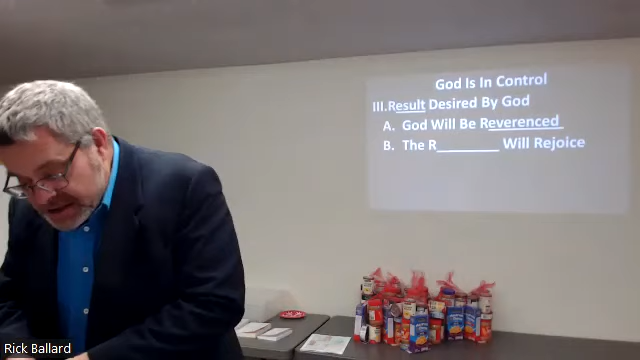 God Is In Control
III.Result Desired By God
A. God Will Be Reverenced
B. The R________ Will Rejoice
Rick Ballard